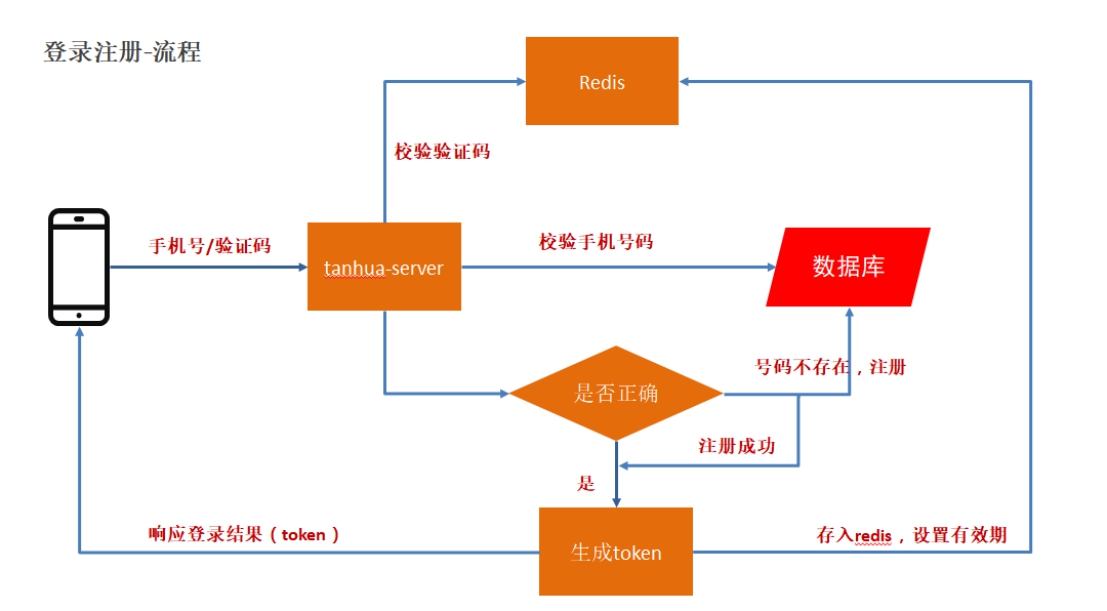 登录注册-流程
Redis
校验验证码
手机号/验证码
tanhua-server
校验手机号码
数据库
号码不存在，注册
是否正确
注册成功
是
响应登录结果（token）
生成token
存入redis，设置有效期